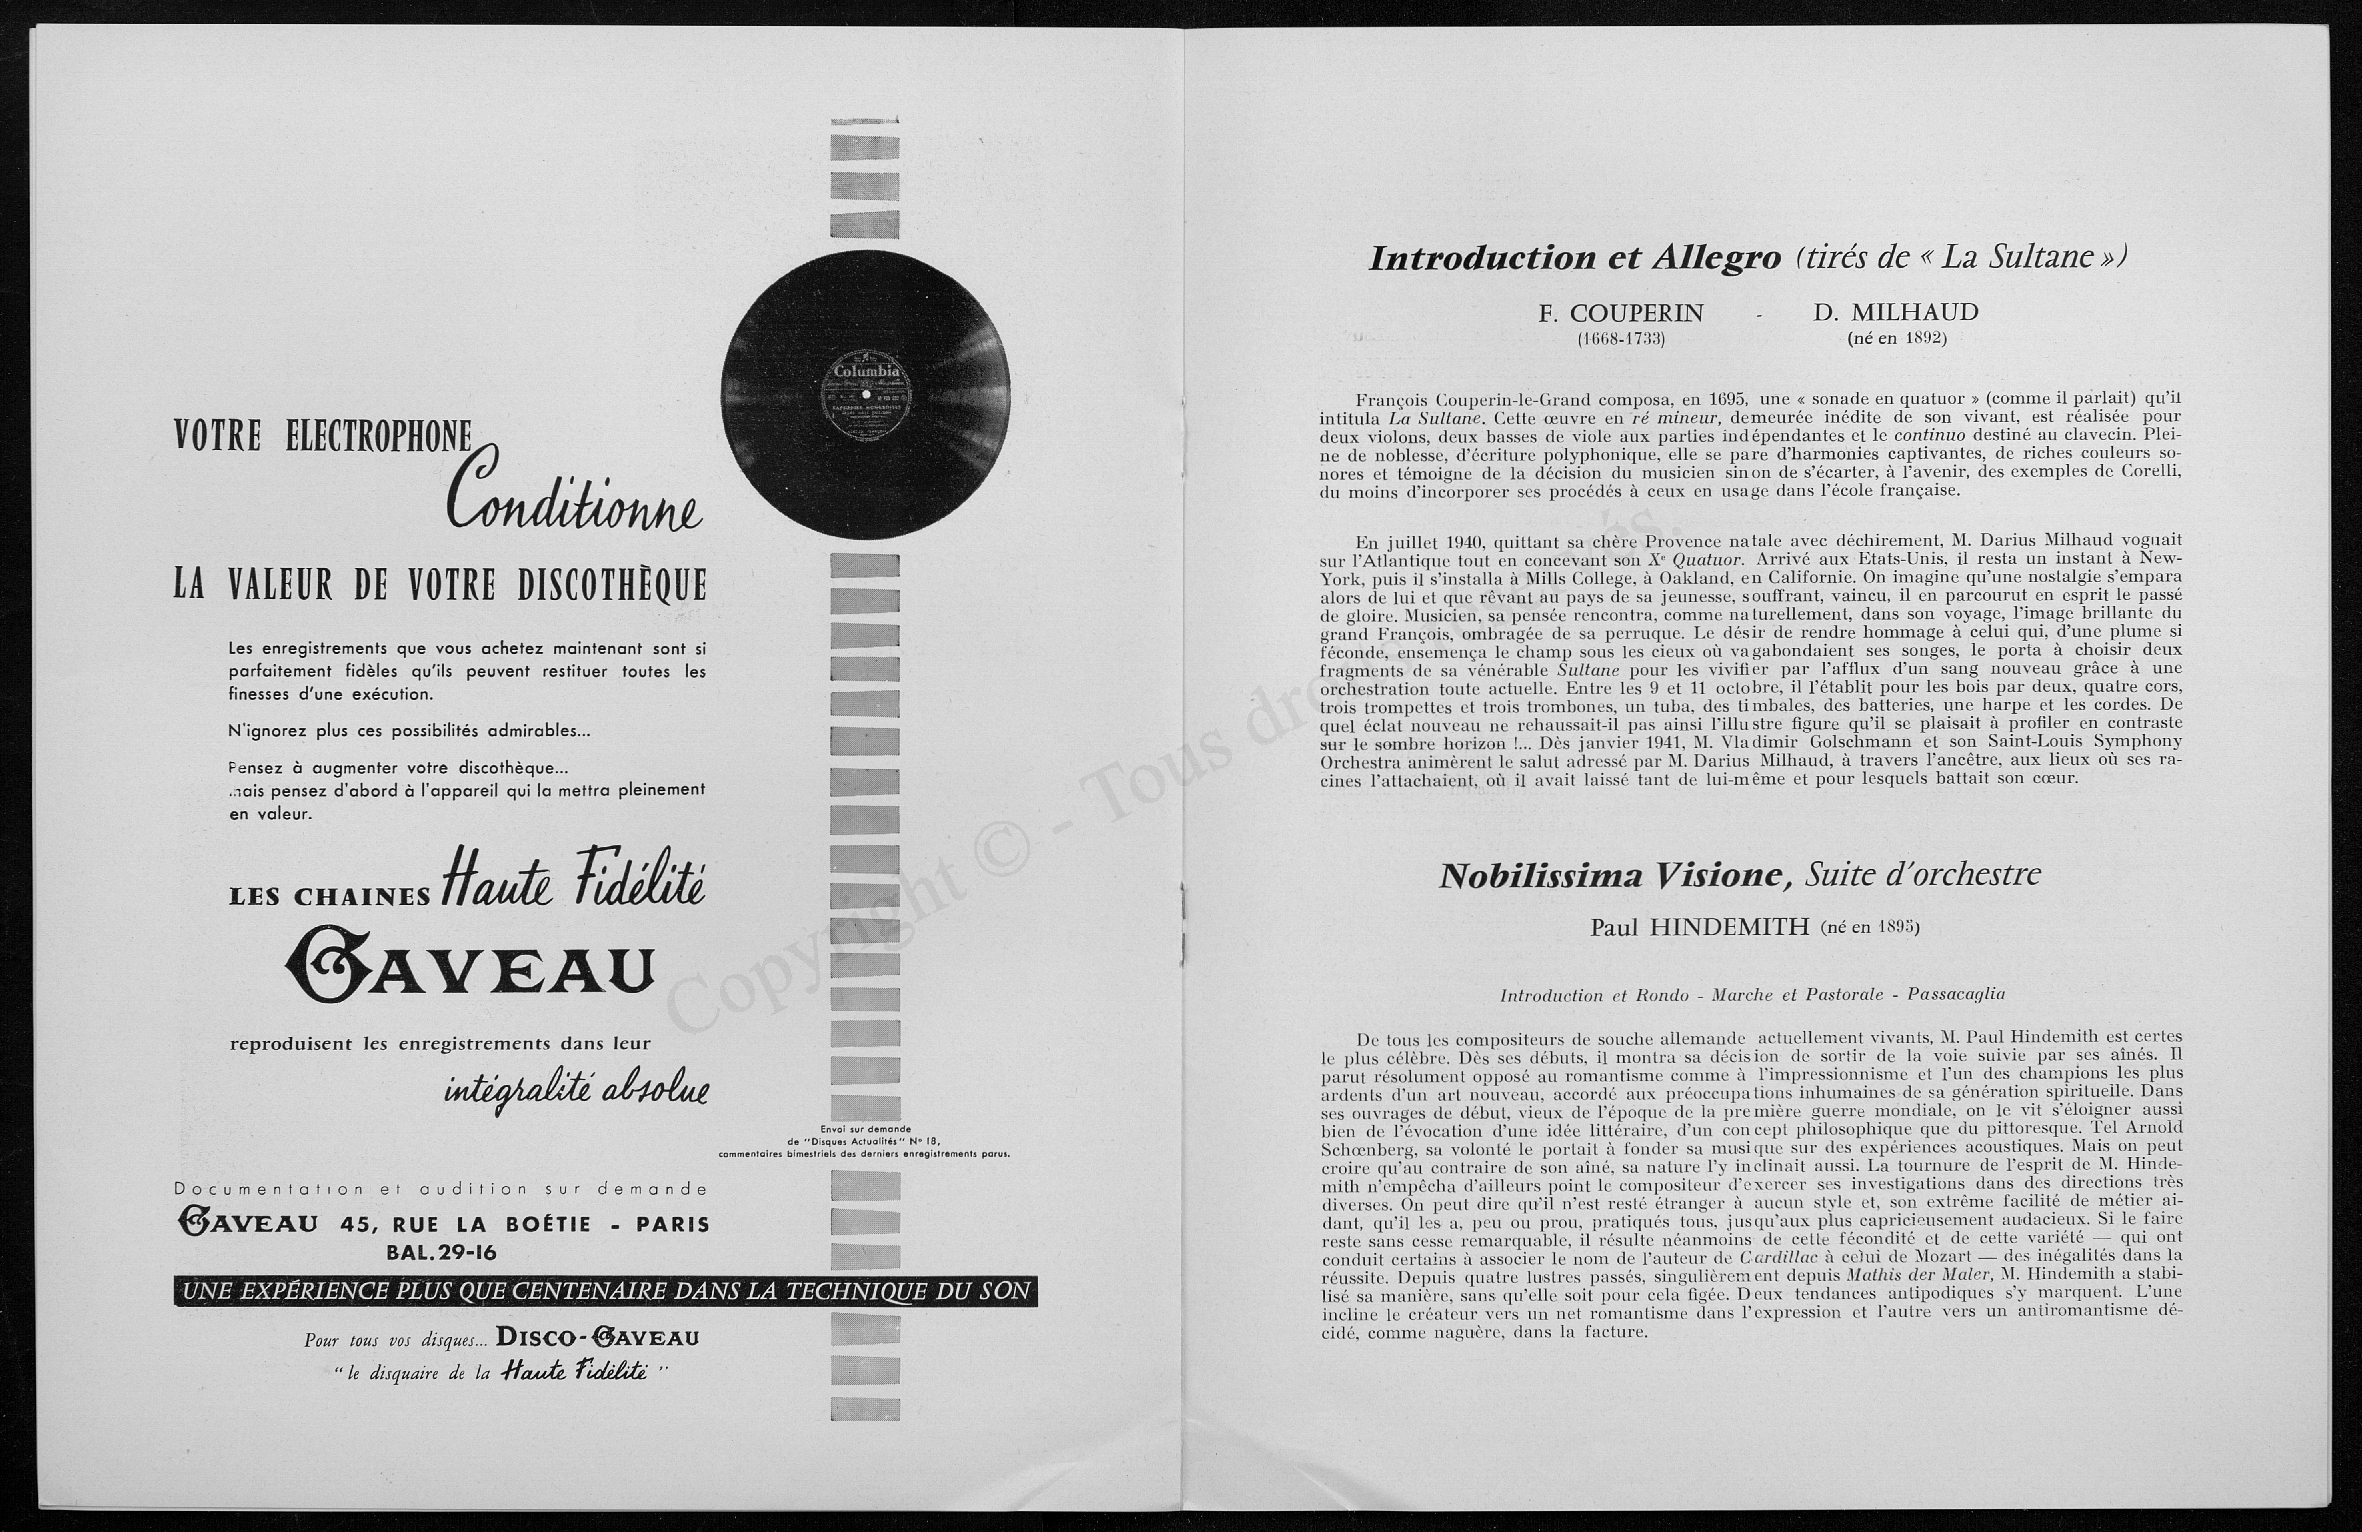 Columbia
VOTRE ELECTROPHONE
Conditionne
LA VALEUR DE VOTRE DISCOTHÈQUE
Les enregistrements que vous achetez maintenant sont si
parfaitement fidèles qu'ils peuvent restituer toutes les
finesses d'une exécution.
N'ignorez plus ces possibilités admirables...
Pensez à augmenter votre discothèque...
mais pensez d'abord à l'appareil qui la mettra pleinement
en valeur.
LES CHAINES Haute Fidélité
GAVEAU
reproduisent les enregistrements dans leur
intégralité absolue
Envoi sur demande
de "Disques Actualités" N° 18,
commentaires bimestriels des derniers enregistrements parus.
Documentation et audition sur demande
GAVEAU 45, RUE LA BOÉTIE - PARIS
BAL. 29-16
UNE EXPÉRIENCE PLUS QUE CENTENAIRE DANS LA TECHNIQUE DU SON
Pour tous vos disques... DISCO-GAVEAU
"le disquaire de la Haute Fidélité"
Introduction et Allegro (tirés de « La Sultane »)
F. COUPERIN - D. MILHAUD
(1668-1733) (né en 1892)
François Couperin-le-Grand composa, en 1695, une « sonade en quatuor » (comme il parlait) qu'il
intitula La Sultane. Cette œuvre en ré mineur, demeurée inédite de son vivant, est réalisée pour
deux violons, deux basses de viole aux parties indépendantes et le continuo destiné au clavecin. Plei-
ne de noblesse, d'écriture polyphonique, elle se pare d'harmonies captivantes, de riches couleurs so-
nores et témoigne de la décision du musicien sinon de s'écarter, à l'avenir, des exemples de Corelli,
du moins d'incorporer ses procédés à ceux en usage dans l'école française.
En juillet 1940, quittant sa chère Provence natale avec déchirement, M. Darius Milhaud voguait
sur l'Atlantique tout en concevant son Xe Quatuor. Arrivé aux Etats-Unis, il resta un instant à New-
York, puis il s'installa à Mills College, à Oakland, en Californie. On imagine qu'une nostalgie s'empara
alors de lui et que rêvant au pays de sa jeunesse, souffrant, vaincu, il en parcourut en esprit le passé
de gloire. Musicien, sa pensée rencontra, comme naturellement, dans son voyage, l'image brillante du
grand François, ombragée de sa perruque. Le désir de rendre hommage à celui qui, d'une plume si
féconde, ensemença le champ sous les cieux où vagabondaient ses songes, le porta à choisir deux
fragments de sa vénérable Sultane pour les vivifier par l'afflux d'un sang nouveau grâce à une
orchestration toute actuelle. Entre les 9 et 11 octobre, il l'établit pour les bois par deux, quatre cors,
trois trompettes et trois trombones, un tuba, des timbales, des batteries, une harpe et les cordes. De
quel éclat nouveau ne rehaussait-il pas ainsi l'illustre figure qu'il se plaisait à profiler en contraste
sur le sombre horizon !... Dès janvier 1941, M. Vladimir Golschmann et son Saint-Louis Symphony
Orchestra animèrent le salut adressé par M. Darius Milhaud, à travers l'ancêtre, aux lieux où ses ra-
cines l'attachaient, où il avait laissé tant de lui-même et pour lesquels battait son cœur.
Nobilissima Visione, Suite d'orchestre
Paul HINDEMITH (né en 1895)
Introduction et Rondo - Marche et Pastorale - Passacaglia
De tous les compositeurs de souche allemande actuellement vivants, M. Paul Hindemith est certes
le plus célèbre. Dès ses débuts, il montra sa décision de sortir de la voie suivie par ses aînés. Il
parut résolument opposé au romantisme comme à l'impressionnisme et l'un des champions les plus
ardents d'un art nouveau, accordé aux préoccupations inhumaines de sa génération spirituelle. Dans
ses ouvrages de début, vieux de l'époque de la première guerre mondiale, on le vit s'éloigner aussi
bien de l'évocation d'une idée littéraire, d'un concept philosophique que du pittoresque. Tel Arnold
Schœnberg, sa volonté le portait à fonder sa musique sur des expériences acoustiques. Mais on peut
croire qu'au contraire de son aîné, sa nature l'y inclinait aussi. La tournure de l'esprit de M. Hinde-
mith n'empêcha d'ailleurs point le compositeur d'exercer ses investigations dans des directions très
diverses. On peut dire qu'il n'est resté étranger à aucun style et, son extrême facilité de métier ai-
dant, qu'il les a, peu ou prou, pratiqués tous, jusqu'aux plus capricieusement audacieux. Si le faire
reste sans cesse remarquable, il résulte néanmoins de cette fécondité et de cette variété — qui ont
conduit certains à associer le nom de l'auteur de Cardillac à celui de Mozart — des inégalités dans la
réussite. Depuis quatre lustres passés, singulièrement depuis Mathis der Maler, M. Hindemith a stabi-
lisé sa manière, sans qu'elle soit pour cela figée. Deux tendances antipodiques s'y marquent. L'une
incline le créateur vers un net romantisme dans l'expression et l'autre vers un antiromantisme dé-
cidé, comme naguère, dans la facture.
Copyright © - Tous droits réservés.